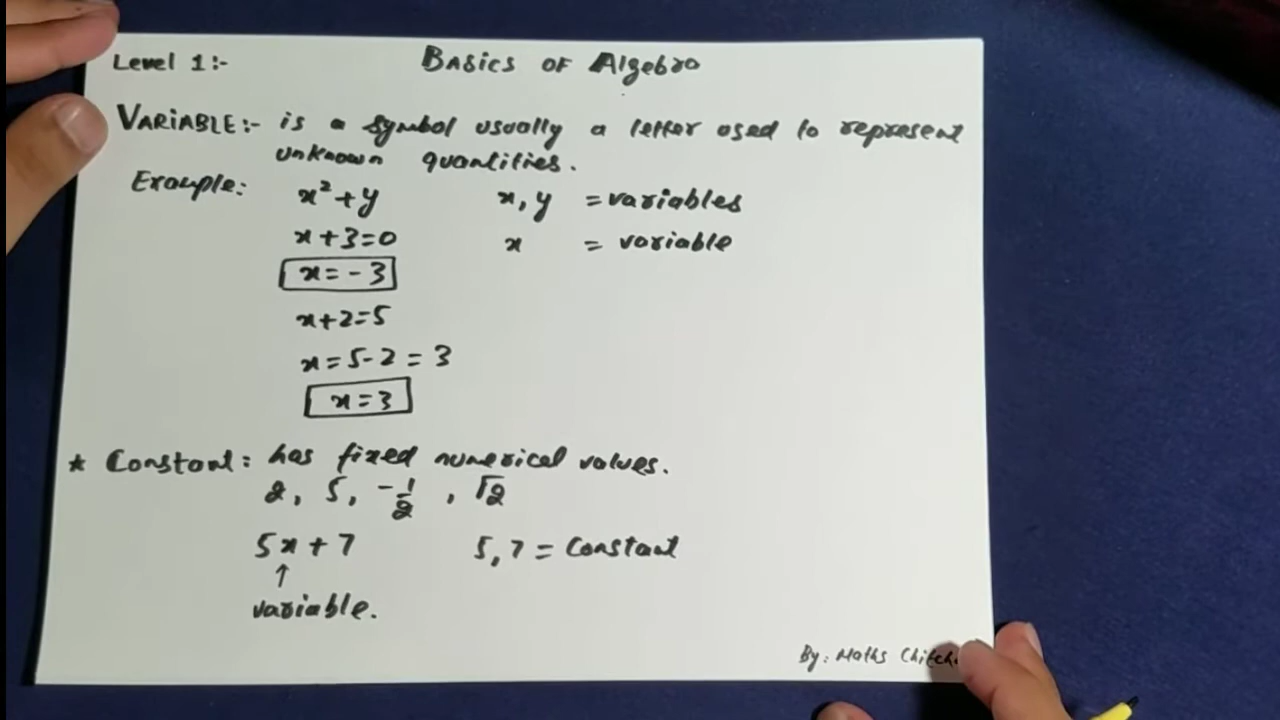 Level 1:- Basics of Algebra
VARIABLE:- is a symbol usually a letter used to represent
unknown quantities.
Example: x² + y x, y = variables
x + 3 = 0 x = variable
x = - 3
x + 2 = 5
x = 5 - 2 = 3
x = 3
* Constant: has fixed numerical values.
2, 5, -1/2, √2
5x + 7 5, 7 = Constant
↑
variable.
By: Maths